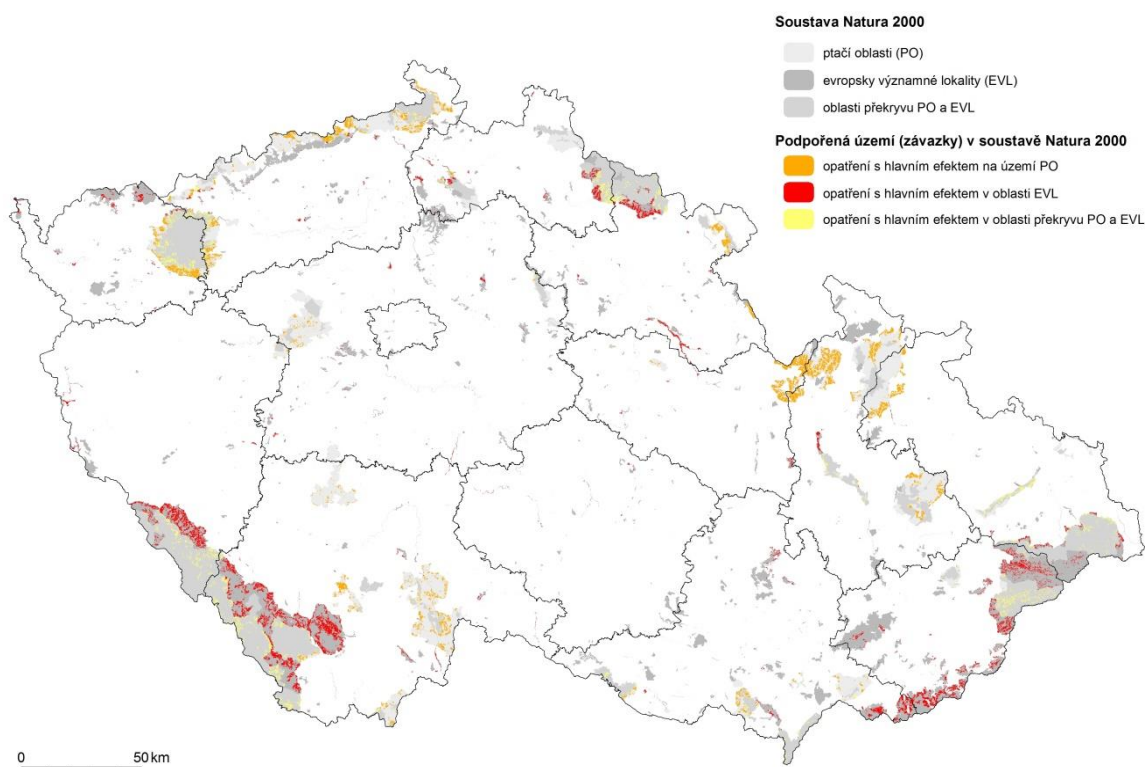 Soustava Natura 2000
ptačí oblasti (PO)
evropsky významné lokality (EVL)
oblasti překryvu PO a EVL
Podpořená území (závazky) v soustavě Natura 2000
opatření s hlavním efektem na území PO
opatření s hlavním efektem v oblasti EVL
opatření s hlavním efektem v oblasti překryvu PO a EVL
0 50 km